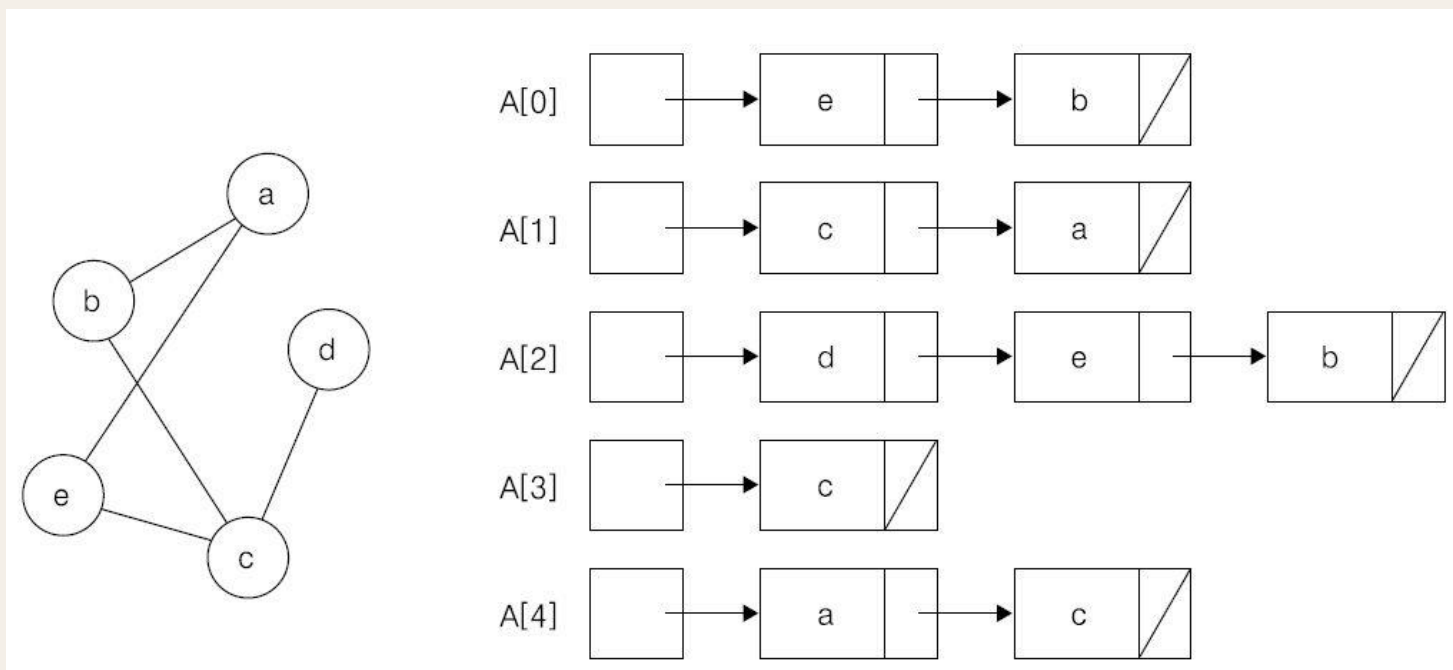 a
b
d
e
c
A[0] e b
A[1] c a
A[2] d e b
A[3] c
A[4] a c